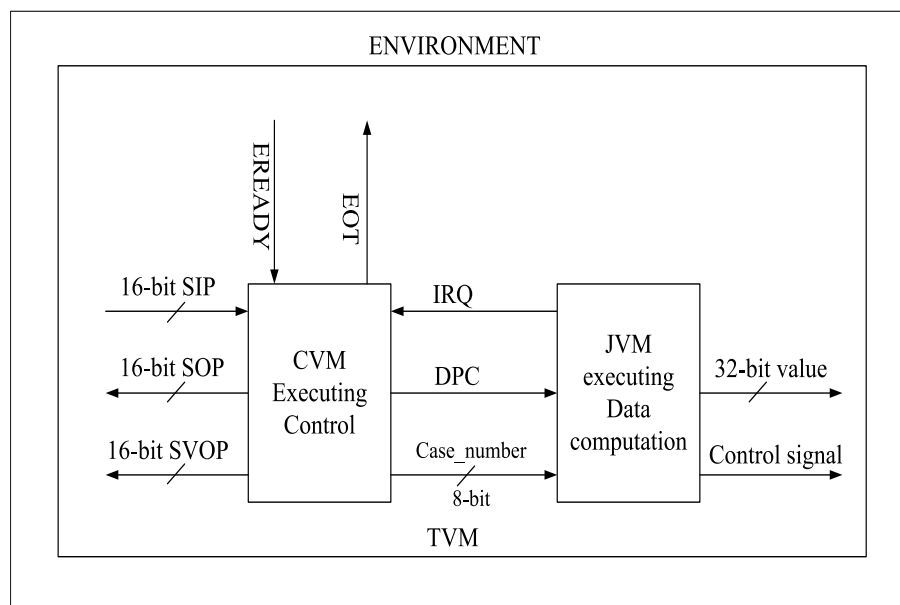 ENVIRONMENT
EREADY
EOT
16-bit SIP
16-bit SOP
16-bit SVOP
CVM
Executing
Control
IRQ
DPC
Case_number
8-bit
JVM
executing
Data
computation
32-bit value
Control signal
TVM